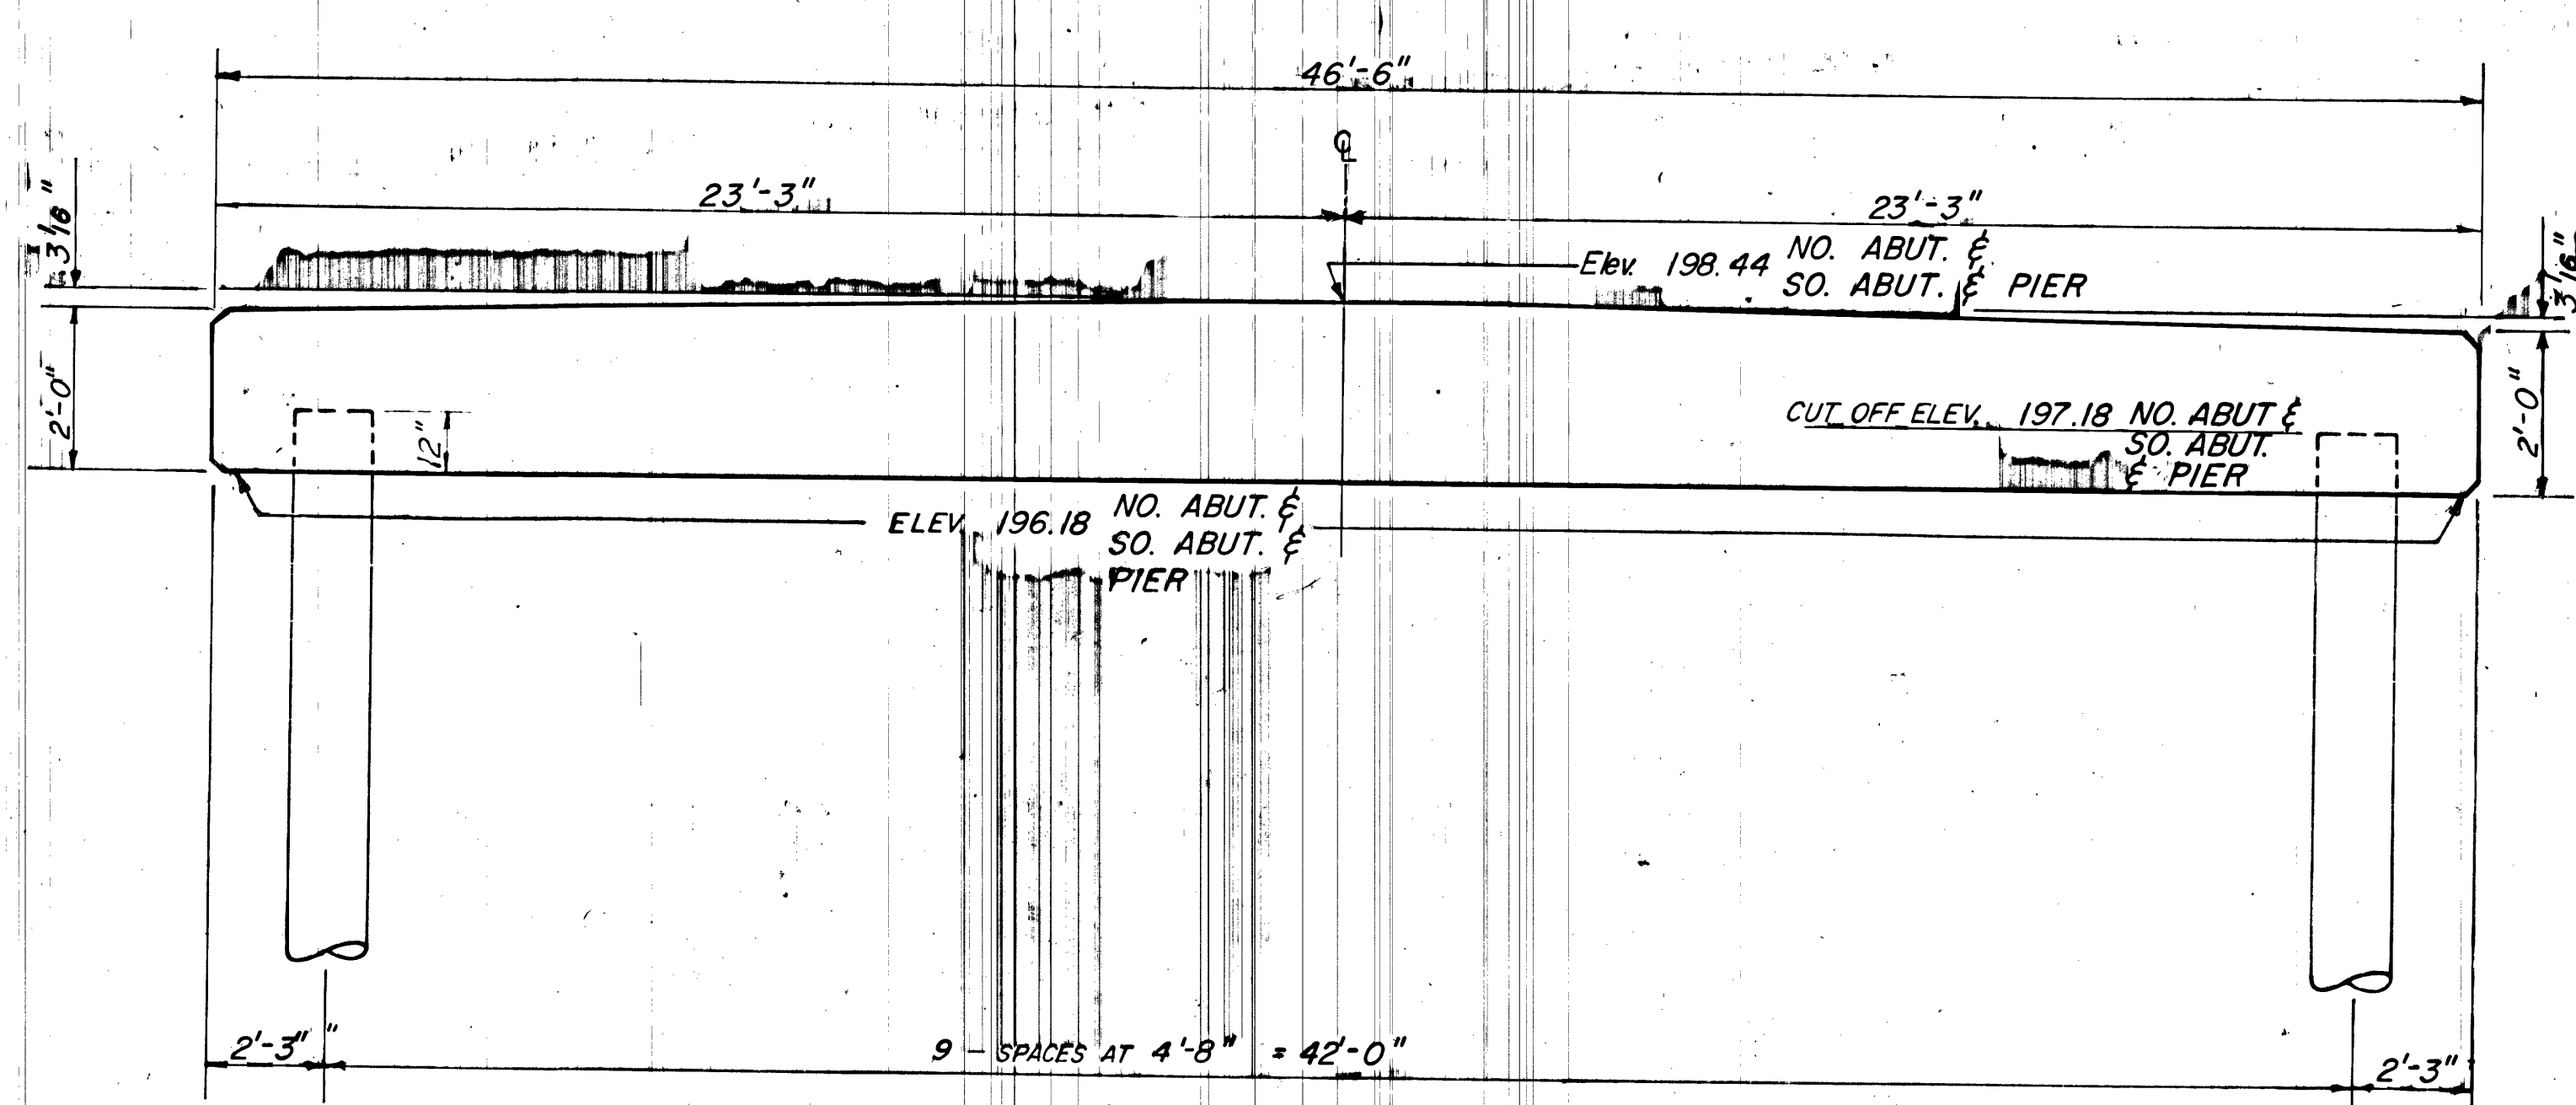 46'-6"
℄
23'-3"
23'-3"
3 1/16"
3 1/16"
Elev. 198.44 NO. ABUT. &
SO. ABUT. & PIER
2'-0"
12"
CUT OFF ELEV. 197.18 NO. ABUT &
SO. ABUT.
& PIER
2'-0"
ELEV. 196.18 NO. ABUT. &
SO. ABUT. &
PIER
2'-3" "
9 - SPACES AT 4'-8" = 42'-0"
2'-3"